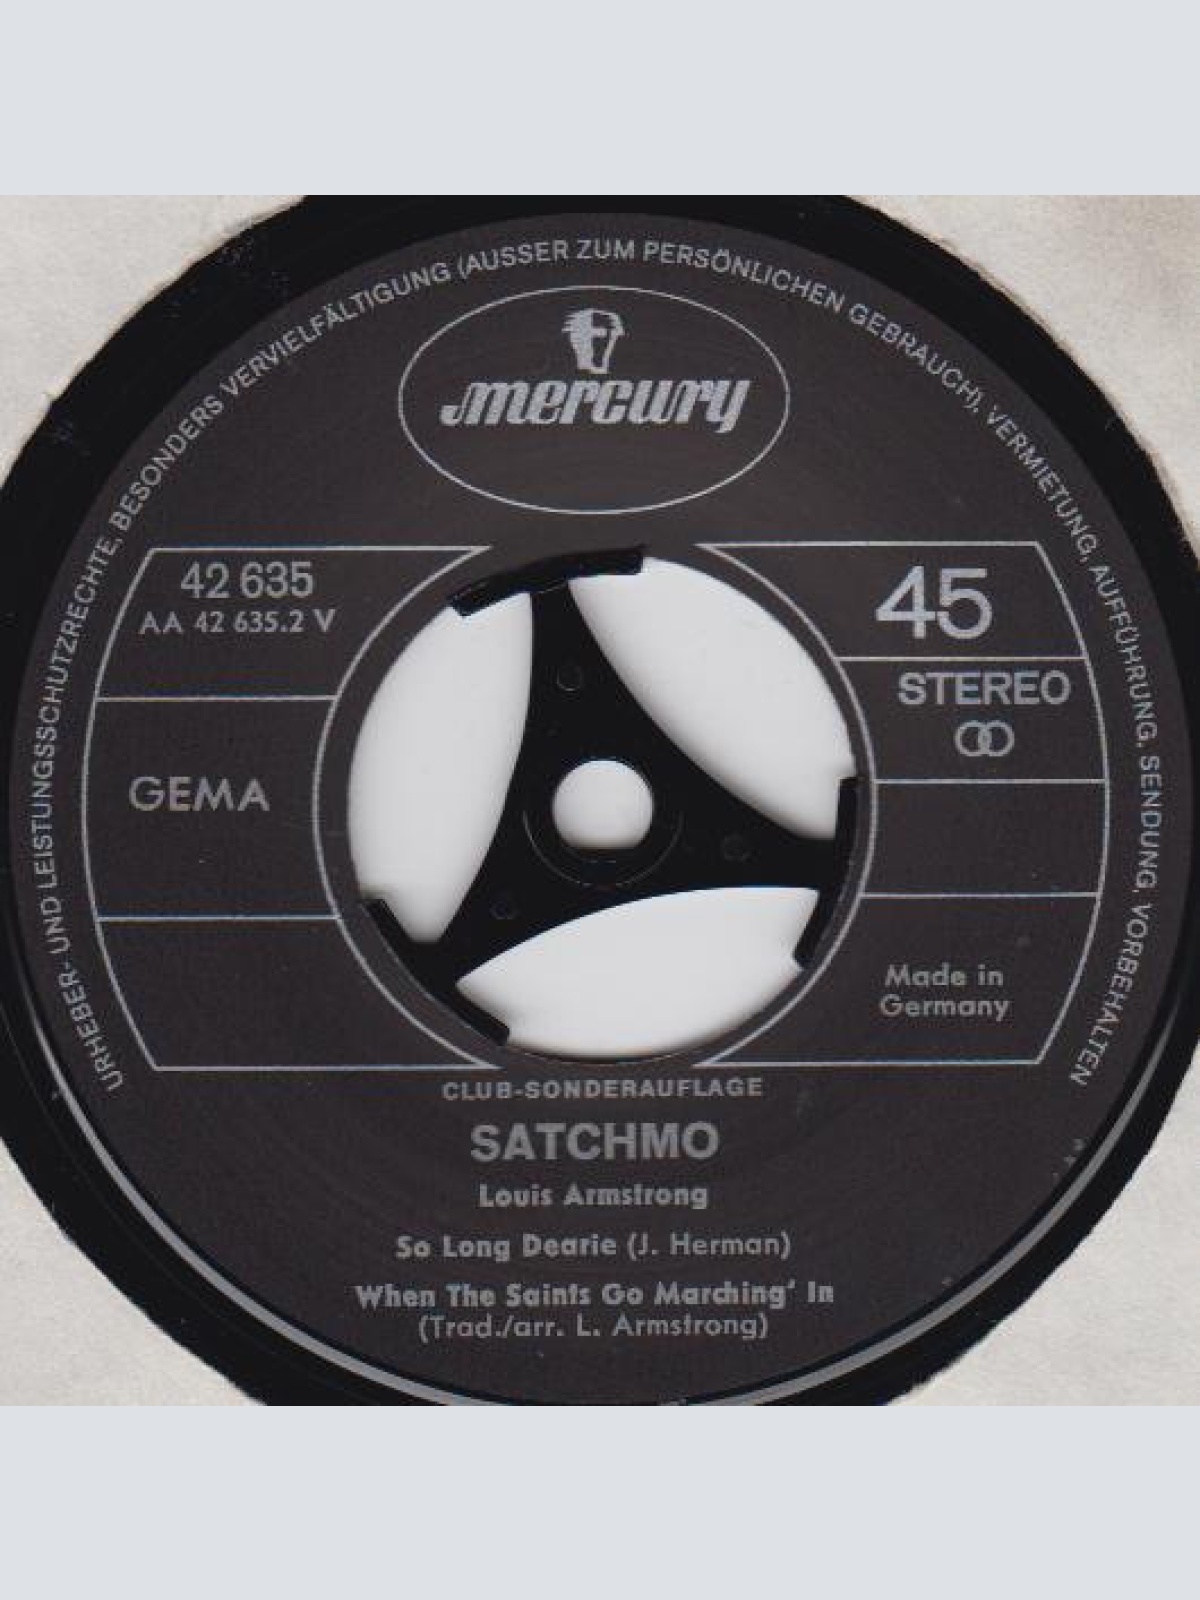 URHEBER- UND LEISTUNGSSCHUTZRECHTE, BESONDERS VERVIELFÄLTIGUNG (AUSSER ZUM PERSÖNLICHEN GEBRAUCH), VERMIETUNG, AUFFÜHRUNG, SENDUNG, VORBEHALTEN
mercury
42 635
AA 42 635.2 V
GEMA
45
STEREO
Made in
Germany
CLUB-SONDERAUFLAGE
SATCHMO
Louis Armstrong
So Long Dearie (J. Herman)
When The Saints Go Marching' In
(Trad./arr. L. Armstrong)